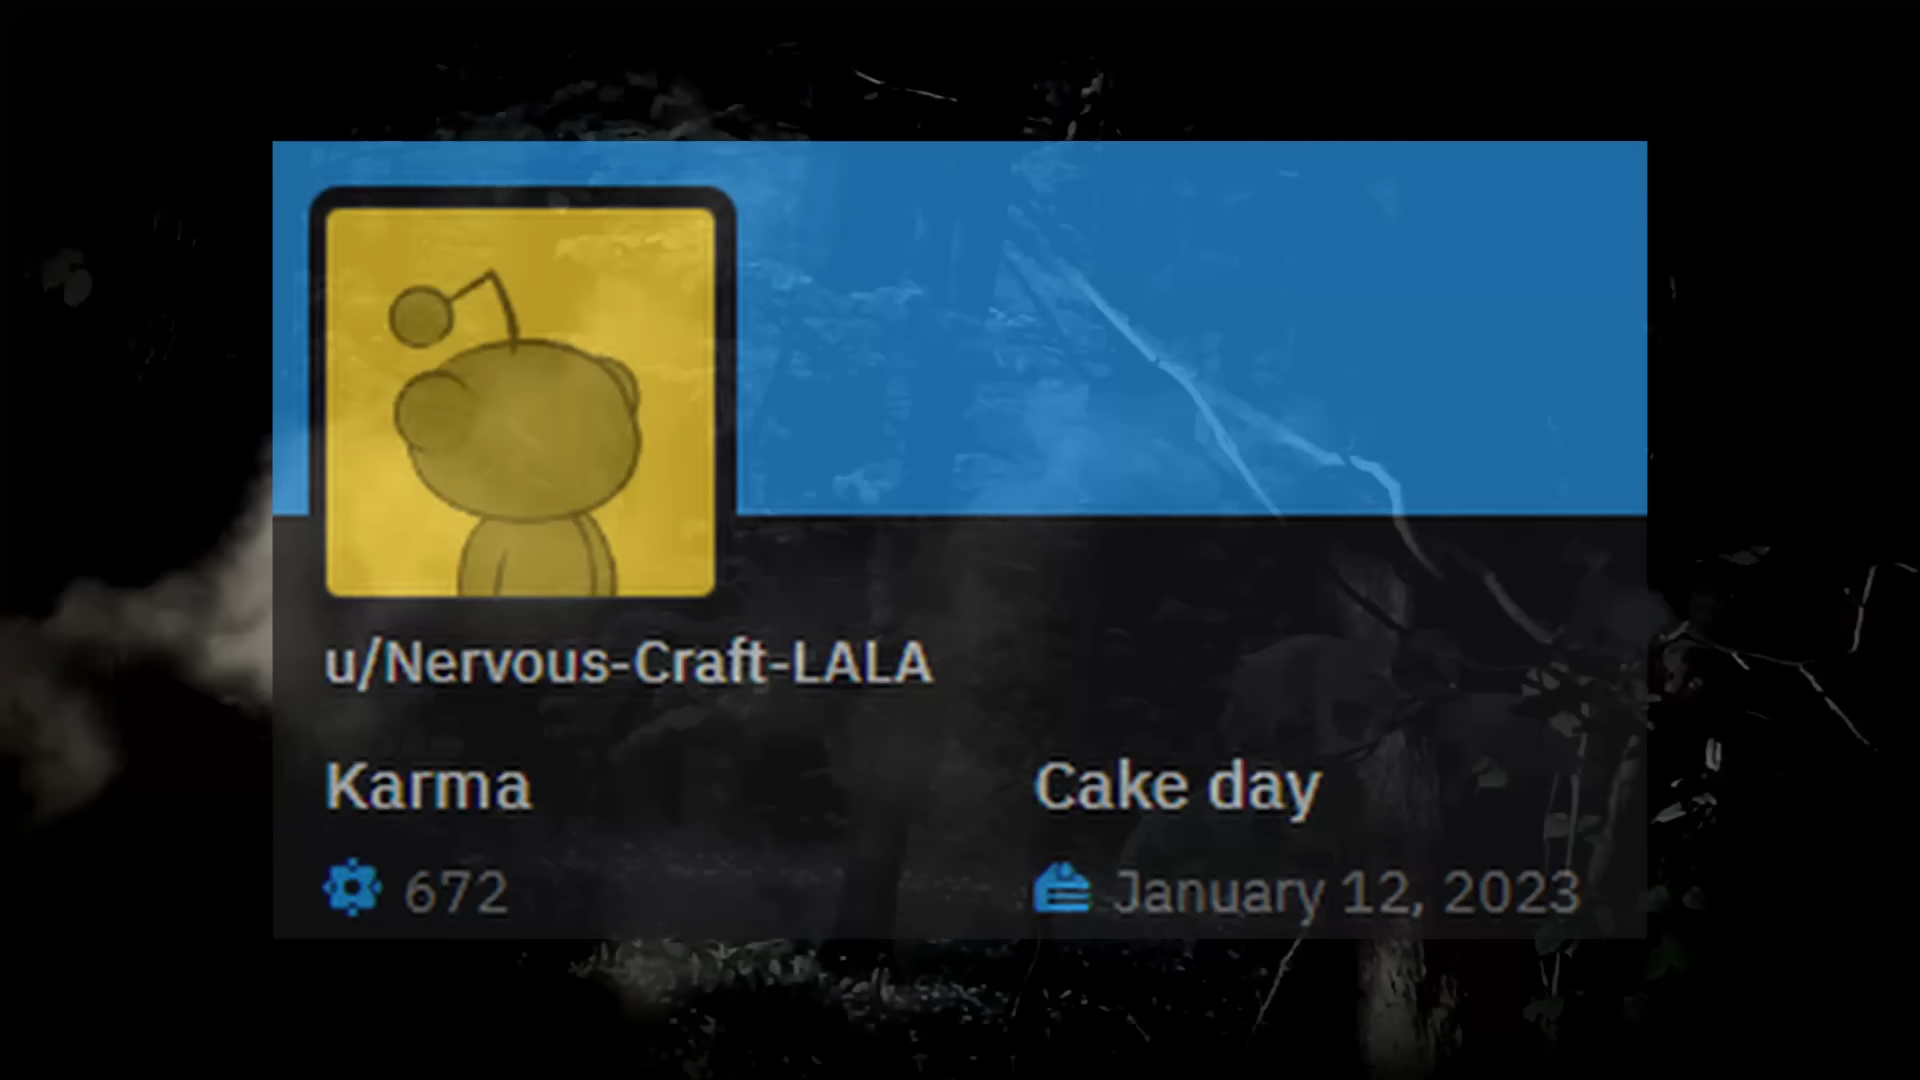 u/Nervous-Craft-LALA
Karma
Cake day
672
January 12, 2023